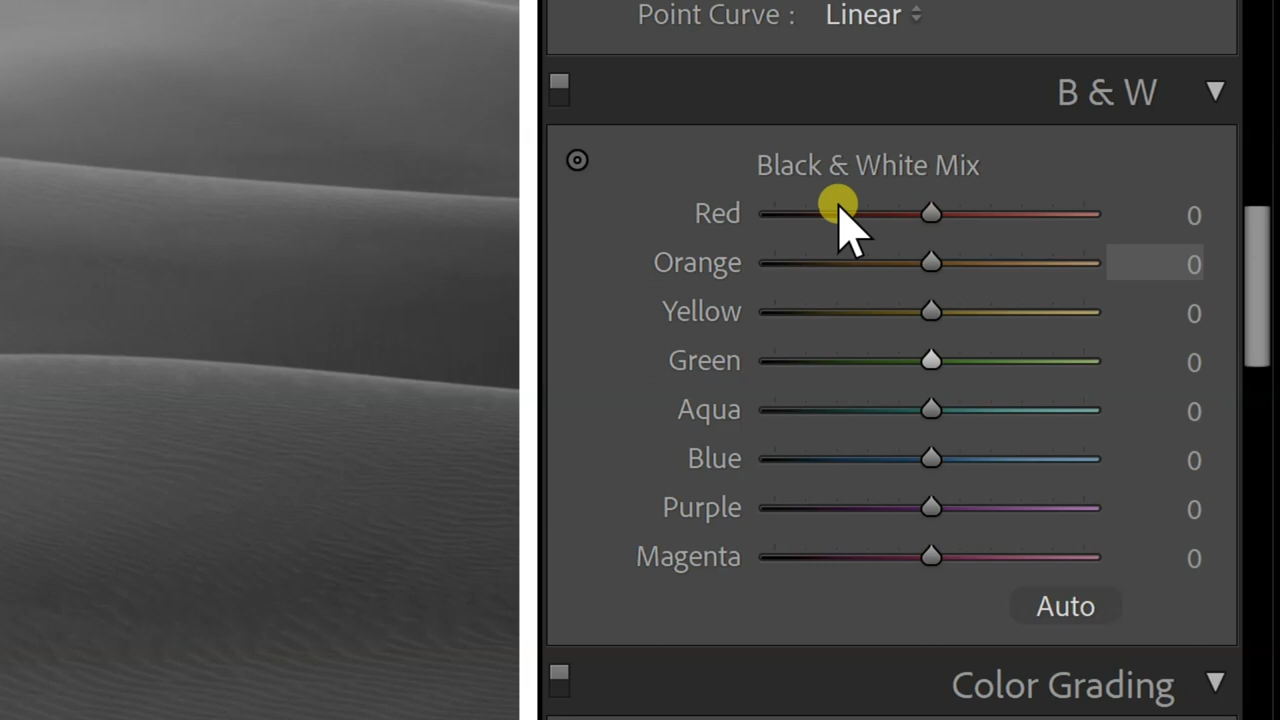 Point Curve : Linear
B & W
Black & White Mix
Red 0
Orange 0
Yellow 0
Green 0
Aqua 0
Blue 0
Purple 0
Magenta 0
Auto
Color Grading